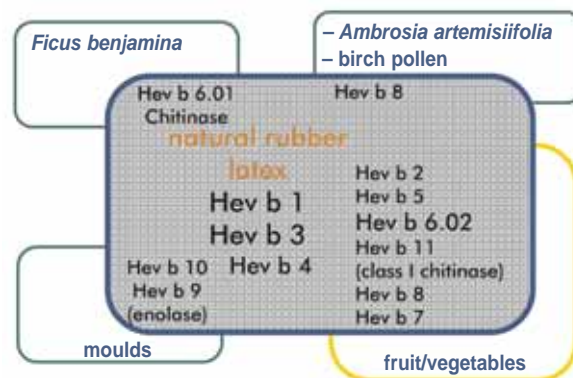 Ficus benjamina
– Ambrosia artemisiifolia
– birch pollen
Hev b 6.01
Chitinase
Hev b 8
natural rubber
latex
Hev b 1
Hev b 3
Hev b 4
Hev b 2
Hev b 5
Hev b 6.02
Hev b 11
(class I chitinase)
Hev b 8
Hev b 7
Hev b 10
Hev b 9
(enolase)
moulds
fruit/vegetables